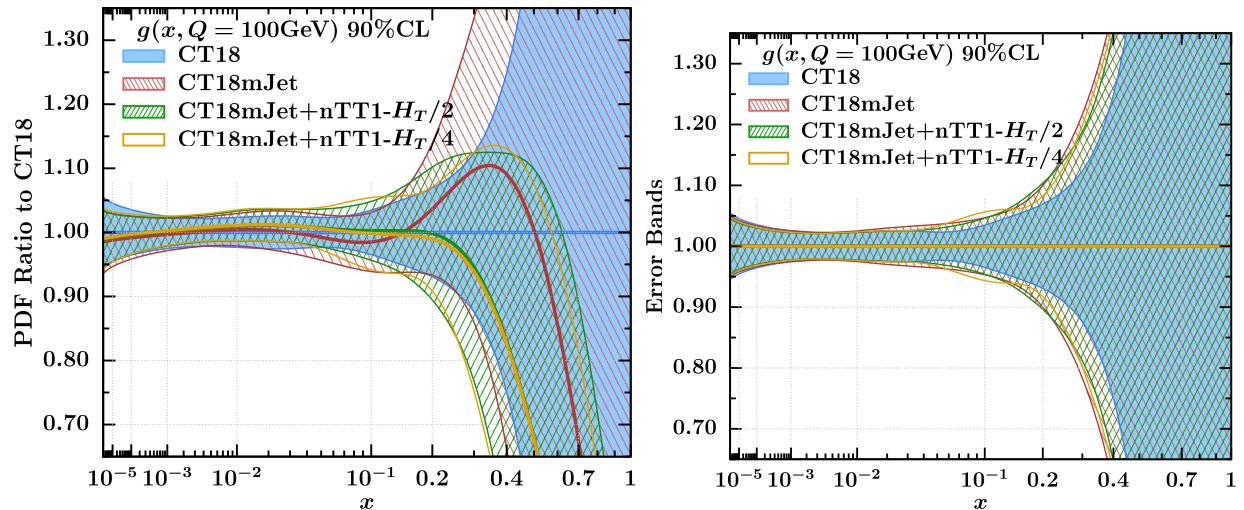 g(x, Q = 100GeV) 90%CL
CT18
CT18mJet
CT18mJet+nTT1-H_T/2
CT18mJet+nTT1-H_T/4
PDF Ratio to CT18
1.30
1.20
1.10
1.00
0.90
0.80
0.70
10⁻⁵ 10⁻³ 10⁻² 10⁻¹ 0.2 0.4 0.7 1
x
g(x, Q = 100GeV) 90%CL
CT18
CT18mJet
CT18mJet+nTT1-H_T/2
CT18mJet+nTT1-H_T/4
Error Bands
1.30
1.20
1.10
1.00
0.90
0.80
0.70
10⁻⁵ 10⁻³ 10⁻² 10⁻¹ 0.2 0.4 0.7 1
x